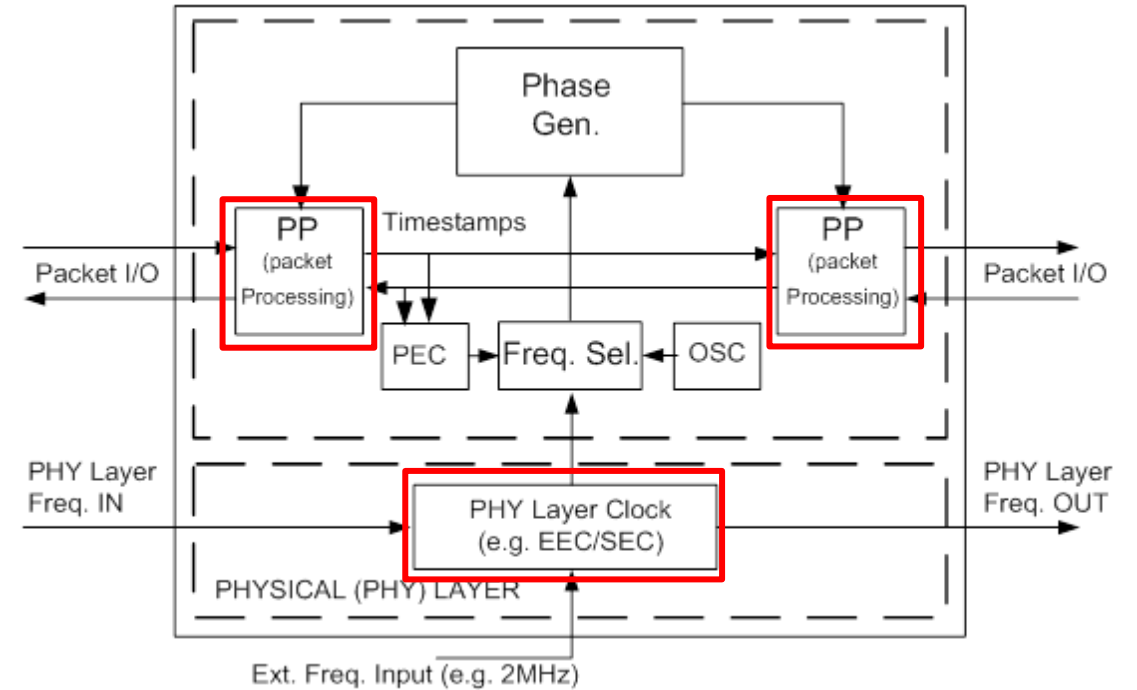 Phase
Gen.
PP
(packet
Processing)
Timestamps
PP
(packet
Processing)
Packet I/O
Packet I/O
PEC
Freq. Sel.
OSC
PHY Layer
Freq. IN
PHY Layer Clock
(e.g. EEC/SEC)
PHY Layer
Freq. OUT
PHYSICAL (PHY) LAYER
Ext. Freq. Input (e.g. 2MHz)